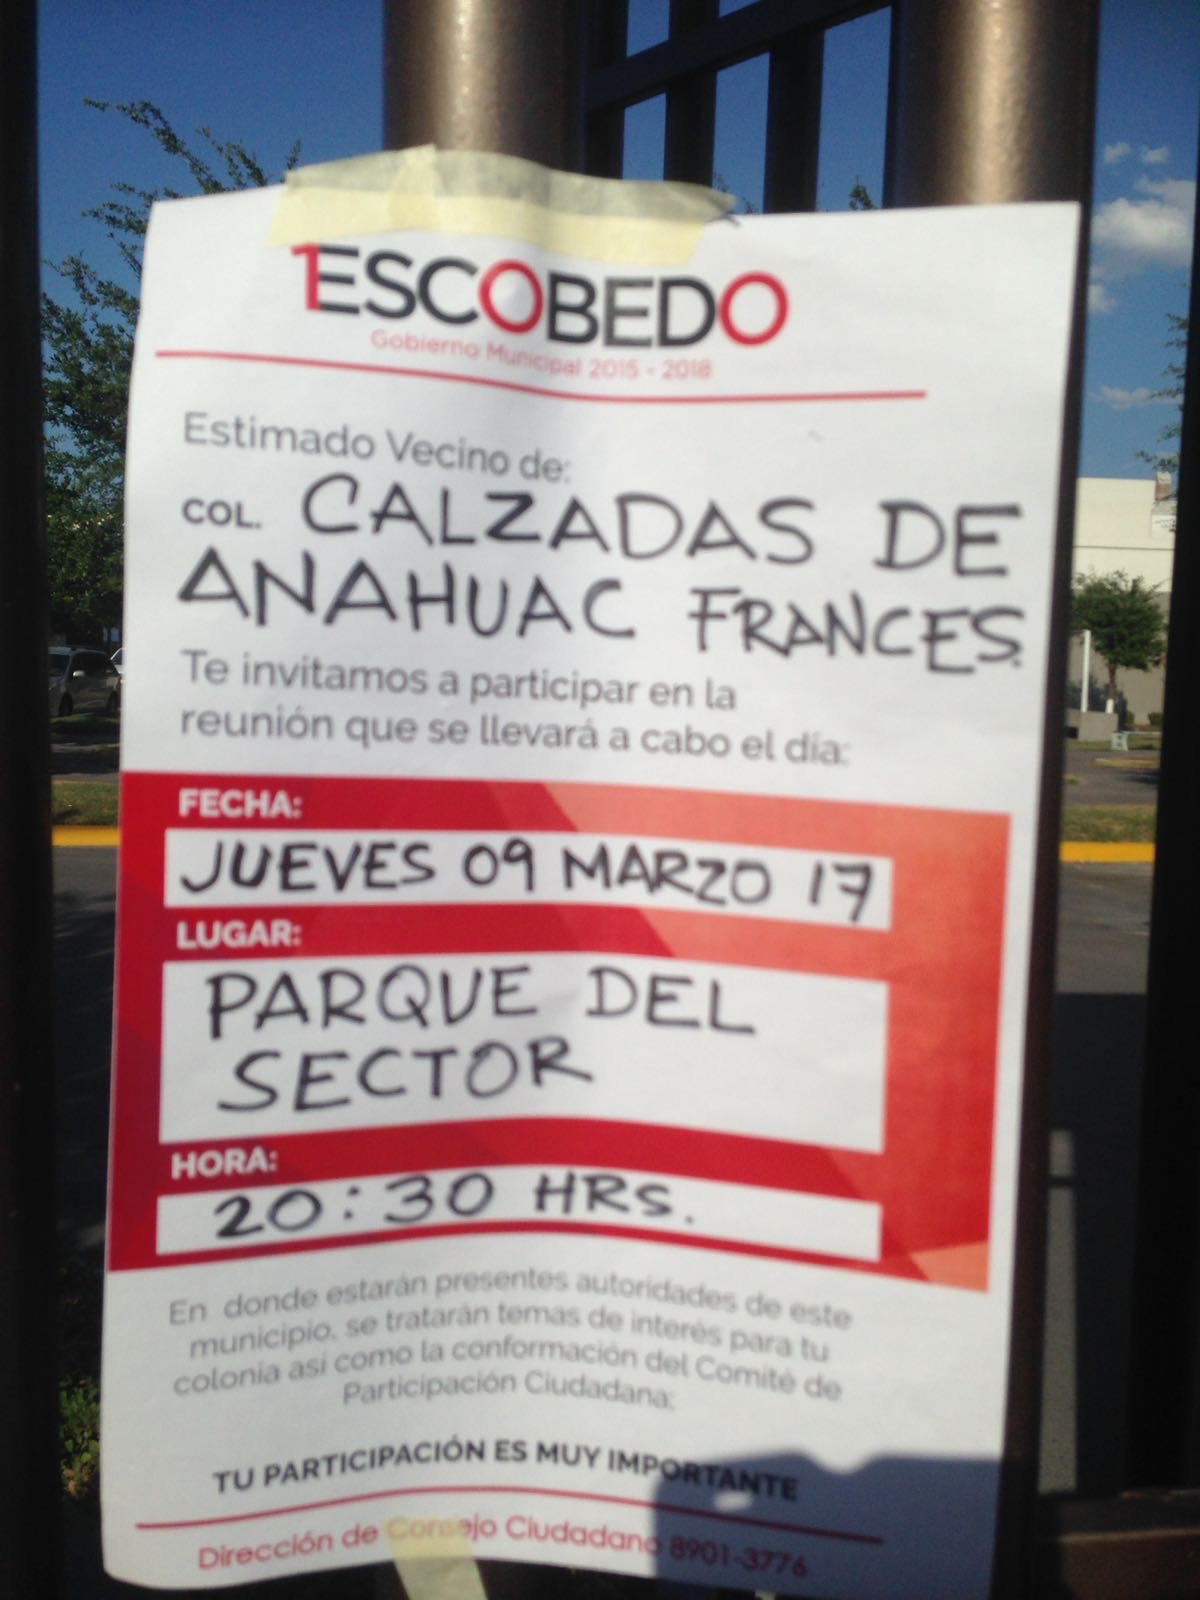 1ESCOBEDO
Gobierno Municipal 2015 - 2018
Estimado Vecino de:
COL. CALZADAS DE
ANAHUAC FRANCES.
Te invitamos a participar en la
reunión que se llevará a cabo el día:
FECHA:
JUEVES 09 MARZO 17
LUGAR:
PARQUE DEL
SECTOR
HORA:
20:30 HRS.
En donde estarán presentes autoridades de este
municipio, se tratarán temas de interés para tu
colonia así como la conformación del Comité de
Participación Ciudadana;
TU PARTICIPACIÓN ES MUY IMPORTANTE
Dirección de Consejo Ciudadano 8901-3776